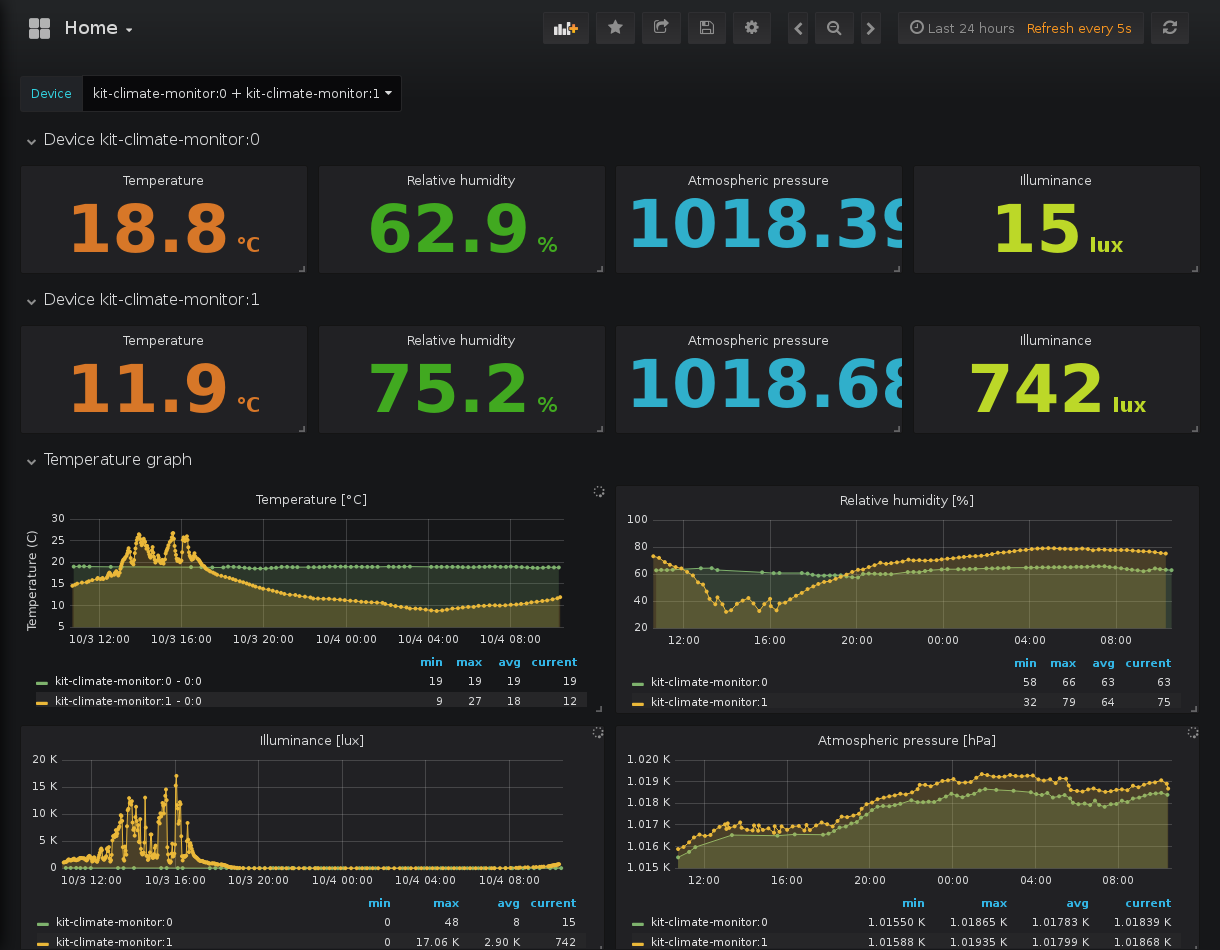 Home
Last 24 hours Refresh every 5s
Device kit-climate-monitor:0 + kit-climate-monitor:1
Device kit-climate-monitor:0
Temperature Relative humidity Atmospheric pressure Illuminance
18.8 °C 62.9 % 1018.39 15 lux
Device kit-climate-monitor:1
Temperature Relative humidity Atmospheric pressure Illuminance
11.9 °C 75.2 % 1018.68 742 lux
Temperature graph
Temperature [°C]
Temperature (C)
30
25
20
15
10
5
10/3 12:00 10/3 16:00 10/3 20:00 10/4 00:00 10/4 04:00 10/4 08:00
min max avg current
kit-climate-monitor:0 - 0:0 19 19 19 19
kit-climate-monitor:1 - 0:0 9 27 18 12
Relative humidity [%]
100
80
60
40
20
12:00 16:00 20:00 00:00 04:00 08:00
min max avg current
kit-climate-monitor:0 58 66 63 63
kit-climate-monitor:1 32 79 64 75
Illuminance [lux]
20 K
15 K
10 K
5 K
0
10/3 12:00 10/3 16:00 10/3 20:00 10/4 00:00 10/4 04:00 10/4 08:00
min max avg current
kit-climate-monitor:0 0 48 8 15
kit-climate-monitor:1 0 17.06 K 2.90 K 742
Atmospheric pressure [hPa]
1.020 K
1.019 K
1.018 K
1.017 K
1.016 K
1.015 K
12:00 16:00 20:00 00:00 04:00 08:00
min max avg current
kit-climate-monitor:0 1.01550 K 1.01865 K 1.01783 K 1.01839 K
kit-climate-monitor:1 1.01588 K 1.01935 K 1.01799 K 1.01868 K